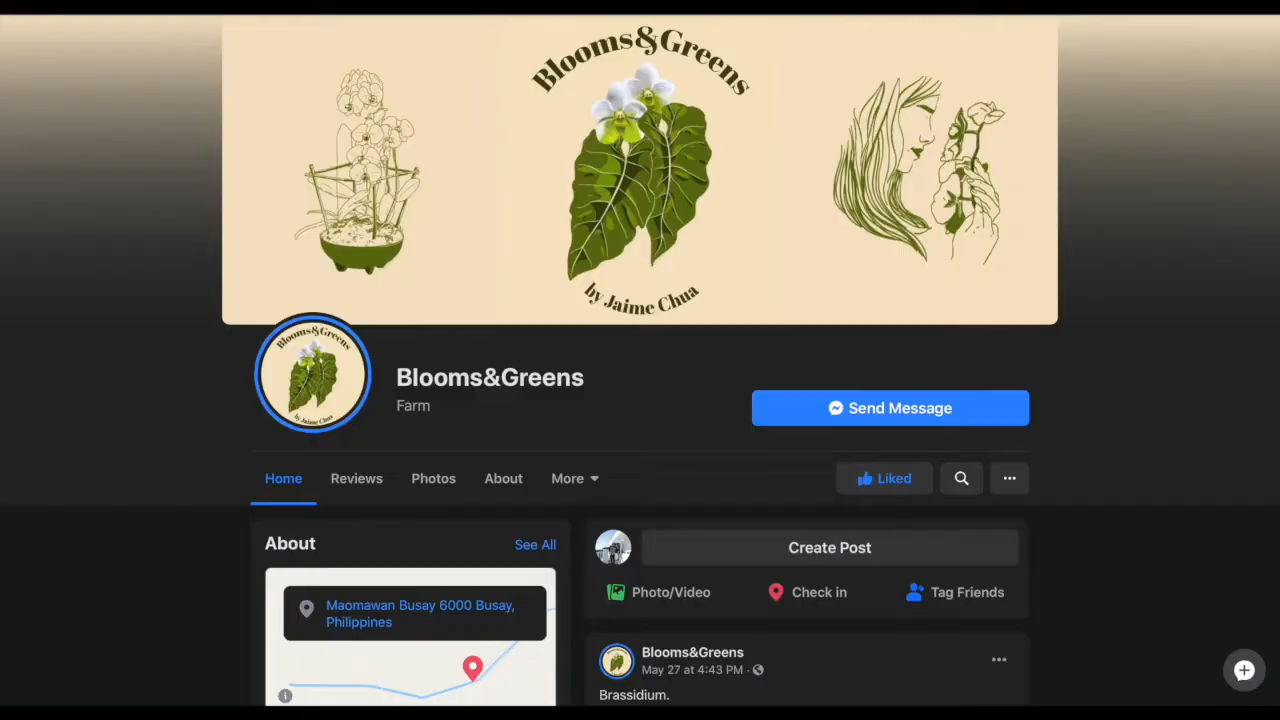 Blooms&Greens
by Jaime Chua
Blooms&Greens
by Jaime Chua
Blooms&Greens
Farm
Send Message
Home
Reviews
Photos
About
More
Liked
About
See All
Create Post
Photo/Video
Check in
Tag Friends
Maomawan Busay 6000 Busay,
Philippines
Blooms&Greens
May 27 at 4:43 PM ·
Brassidium.